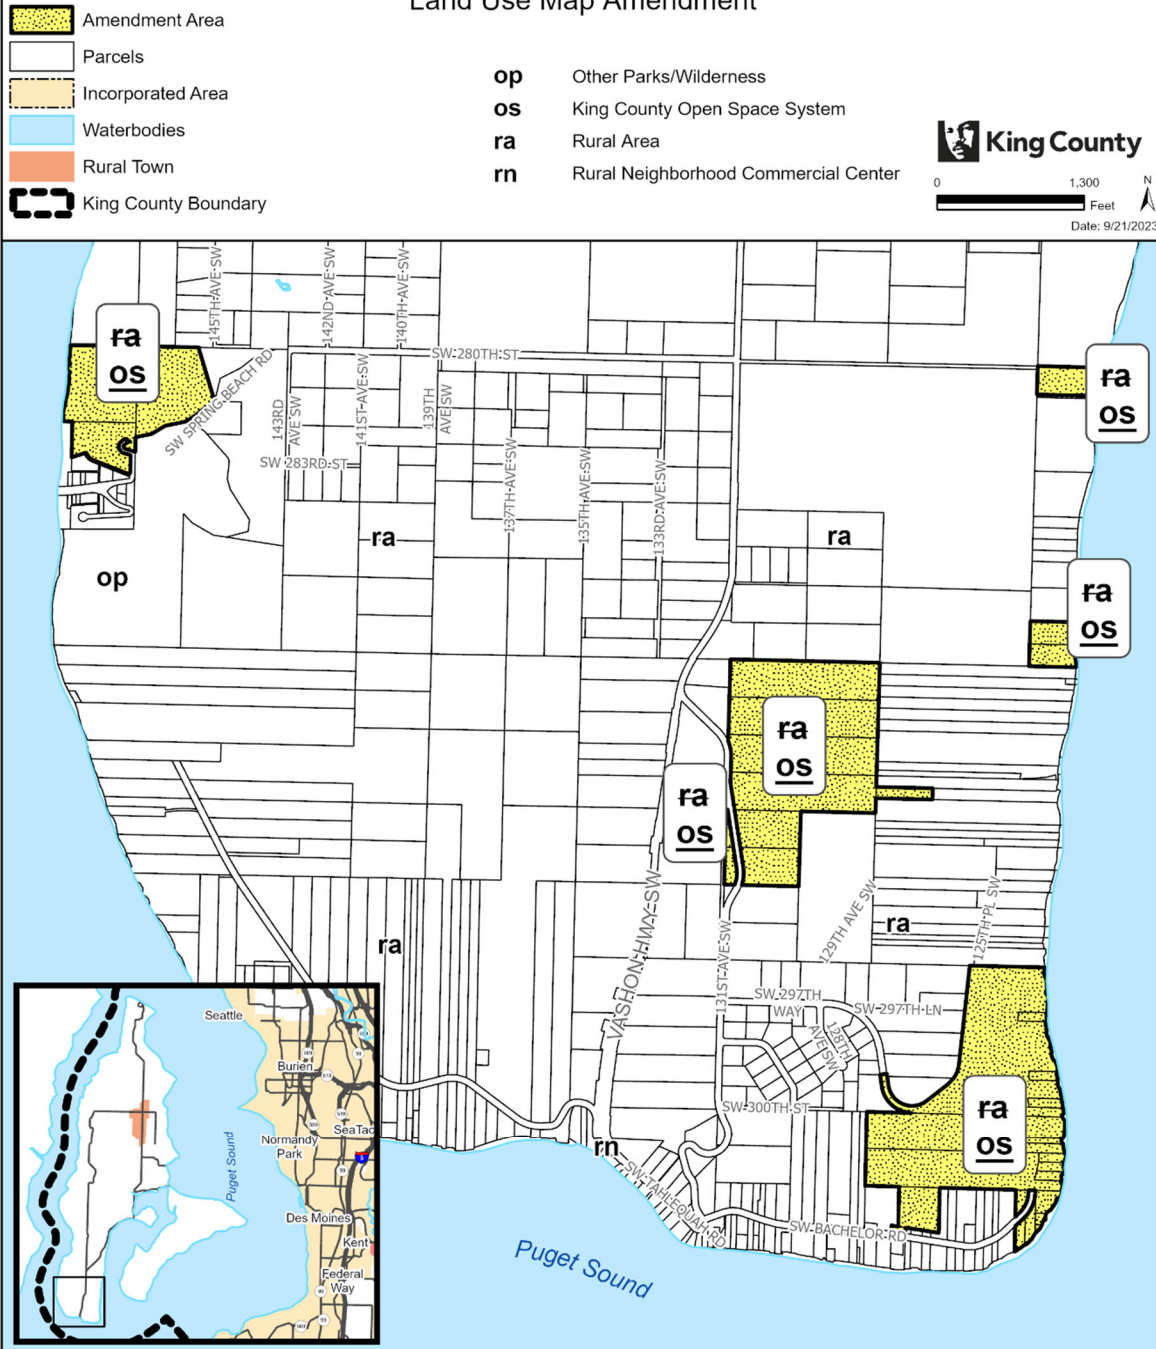 Land Use Map Amendment
Amendment Area
Parcels
Incorporated Area
Waterbodies
Rural Town
King County Boundary
op Other Parks/Wilderness
os King County Open Space System
ra Rural Area
rn Rural Neighborhood Commercial Center
King County
0 1,300
Feet
N
Date: 9/21/2023
145TH AVE SW
142ND AVE SW
140TH AVE SW
SW 280TH ST
ra
os
ra
os
SW SPRING BEACH RD
143RD
AVE SW
141ST AVE SW
139TH
AVE SW
SW 283RD ST
137TH AVE SW
135TH AVE SW
133RD AVE SW
ra
ra
op
ra
os
ra
os
ra
os
VASHON HWY SW
131ST AVE SW
129TH AVE SW
125TH PL SW
ra
ra
SW 297TH
WAY
SW 297TH LN
128TH
AVE SW
SW 300TH ST
ra
os
rn
SW TAHLEQUAH RD
SW BACHELOR RD
Puget Sound
Seattle
Burien
SeaTac
Normandy
Park
Puget Sound
Des Moines
Kent
Federal
Way